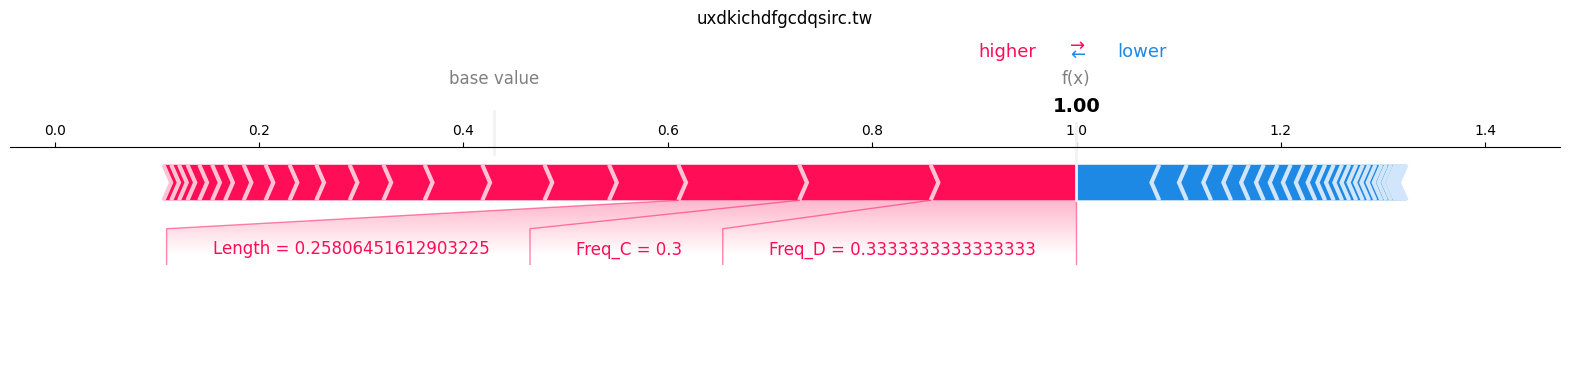 uxdkichdfgcdqsirc.tw
higher ⇄ lower
base value
f(x)
1.00
0.0 0.2 0.4 0.6 0.8 1.0 1.2 1.4
Length = 0.25806451612903225 Freq_C = 0.3 Freq_D = 0.3333333333333333